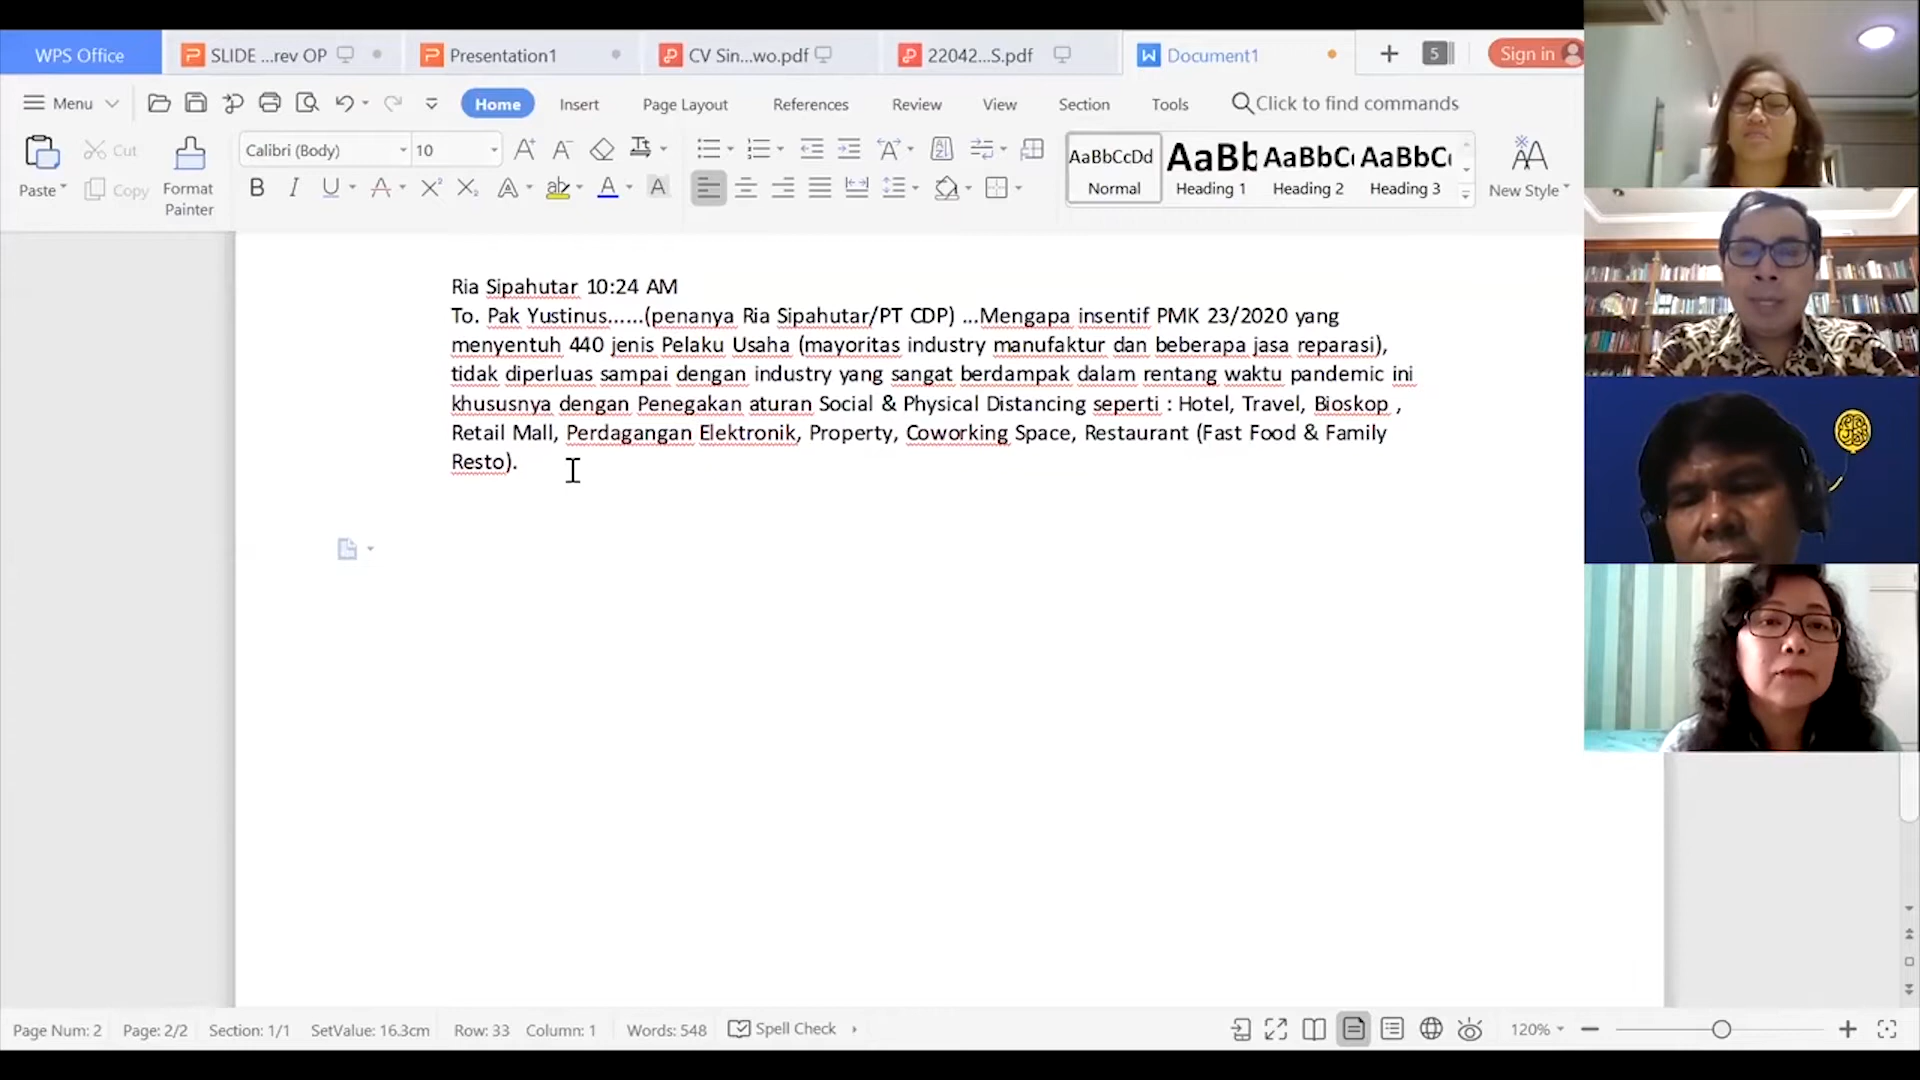 WPS Office
SLIDE ...rev OP
Presentation1
CV Sin...wo.pdf
22042...S.pdf
Document1
5
Sign in
Menu
Home
Insert
Page Layout
References
Review
View
Section
Tools
Click to find commands
Paste
Cut
Copy
Format
Painter
Calibri (Body)
10
AaBbCcDd
Normal
AaBb
Heading 1
AaBbC
Heading 2
AaBbC
Heading 3
New Style
Ria Sipahutar 10:24 AM
To. Pak Yustinus......(penanya Ria Sipahutar/PT CDP) ...Mengapa insentif PMK 23/2020 yang
menyentuh 440 jenis Pelaku Usaha (mayoritas industry manufaktur dan beberapa jasa reparasi),
tidak diperluas sampai dengan industry yang sangat berdampak dalam rentang waktu pandemic ini
khususnya dengan Penegakan aturan Social & Physical Distancing seperti : Hotel, Travel, Bioskop ,
Retail Mall, Perdagangan Elektronik, Property, Coworking Space, Restaurant (Fast Food & Family
Resto).
Page Num: 2
Page: 2/2
Section: 1/1
SetValue: 16.3cm
Row: 33
Column: 1
Words: 548
Spell Check
120%